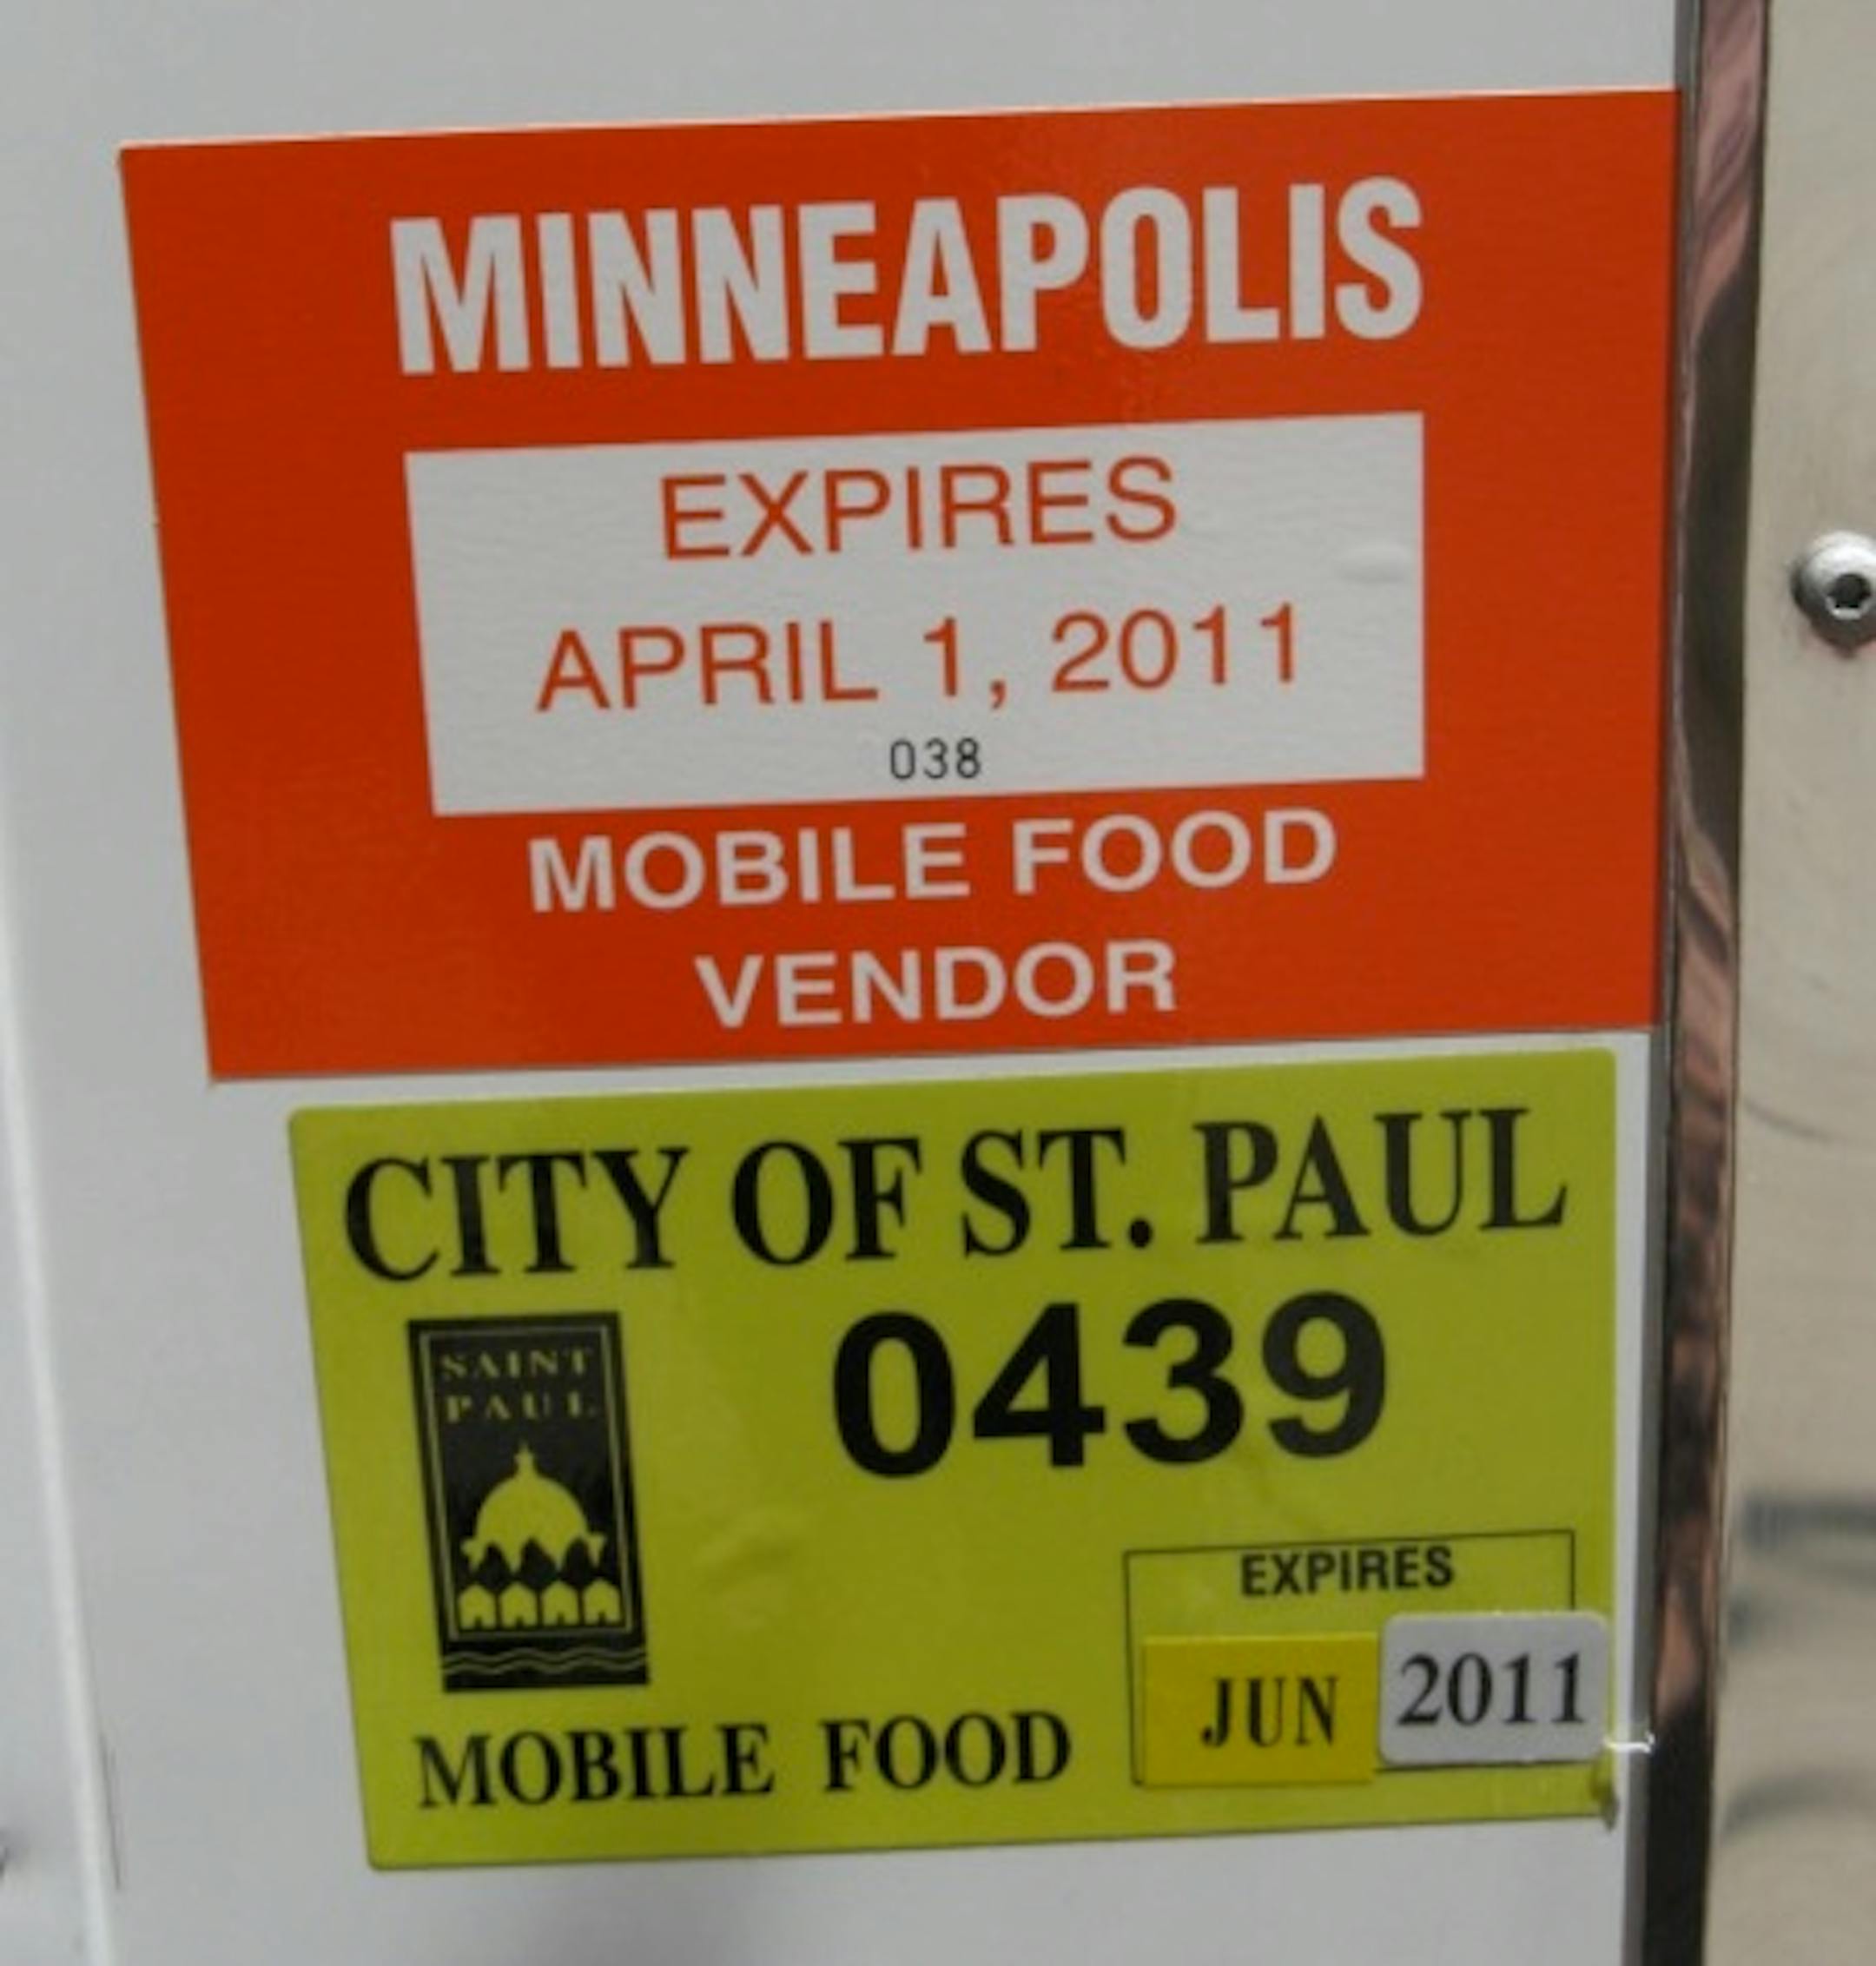 MINNEAPOLIS
EXPIRES
APRIL 1, 2011
038
MOBILE FOOD
VENDOR
CITY OF ST. PAUL
0439
SAINT
PAUL
EXPIRES
JUN 2011
MOBILE FOOD